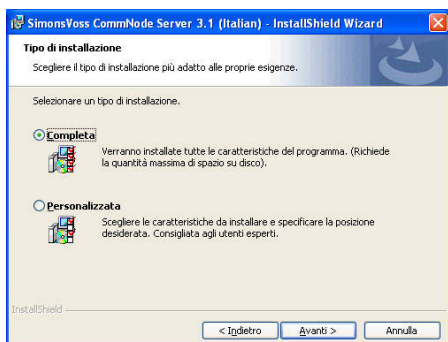 SimonsVoss CommNode Server 3.1 (Italian) - InstallShield Wizard
Tipo di installazione
Scegliere il tipo di installazione più adatto alle proprie esigenze.
Selezionare un tipo di installazione.
Completa
Verranno installate tutte le caratteristiche del programma. (Richiede
la quantità massima di spazio su disco).
Personalizzata
Scegliere le caratteristiche da installare e specificare la posizione
desiderata. Consigliata agli utenti esperti.
InstallShield
< Indietro Avanti > Annulla